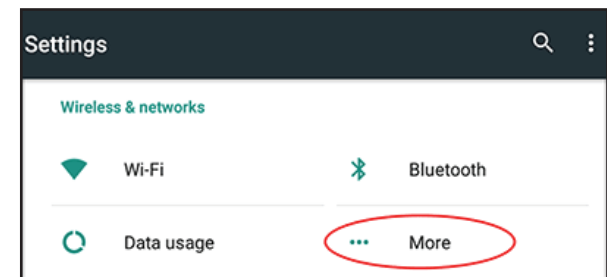 Settings
Wireless & networks
Wi-Fi
Bluetooth
Data usage
More